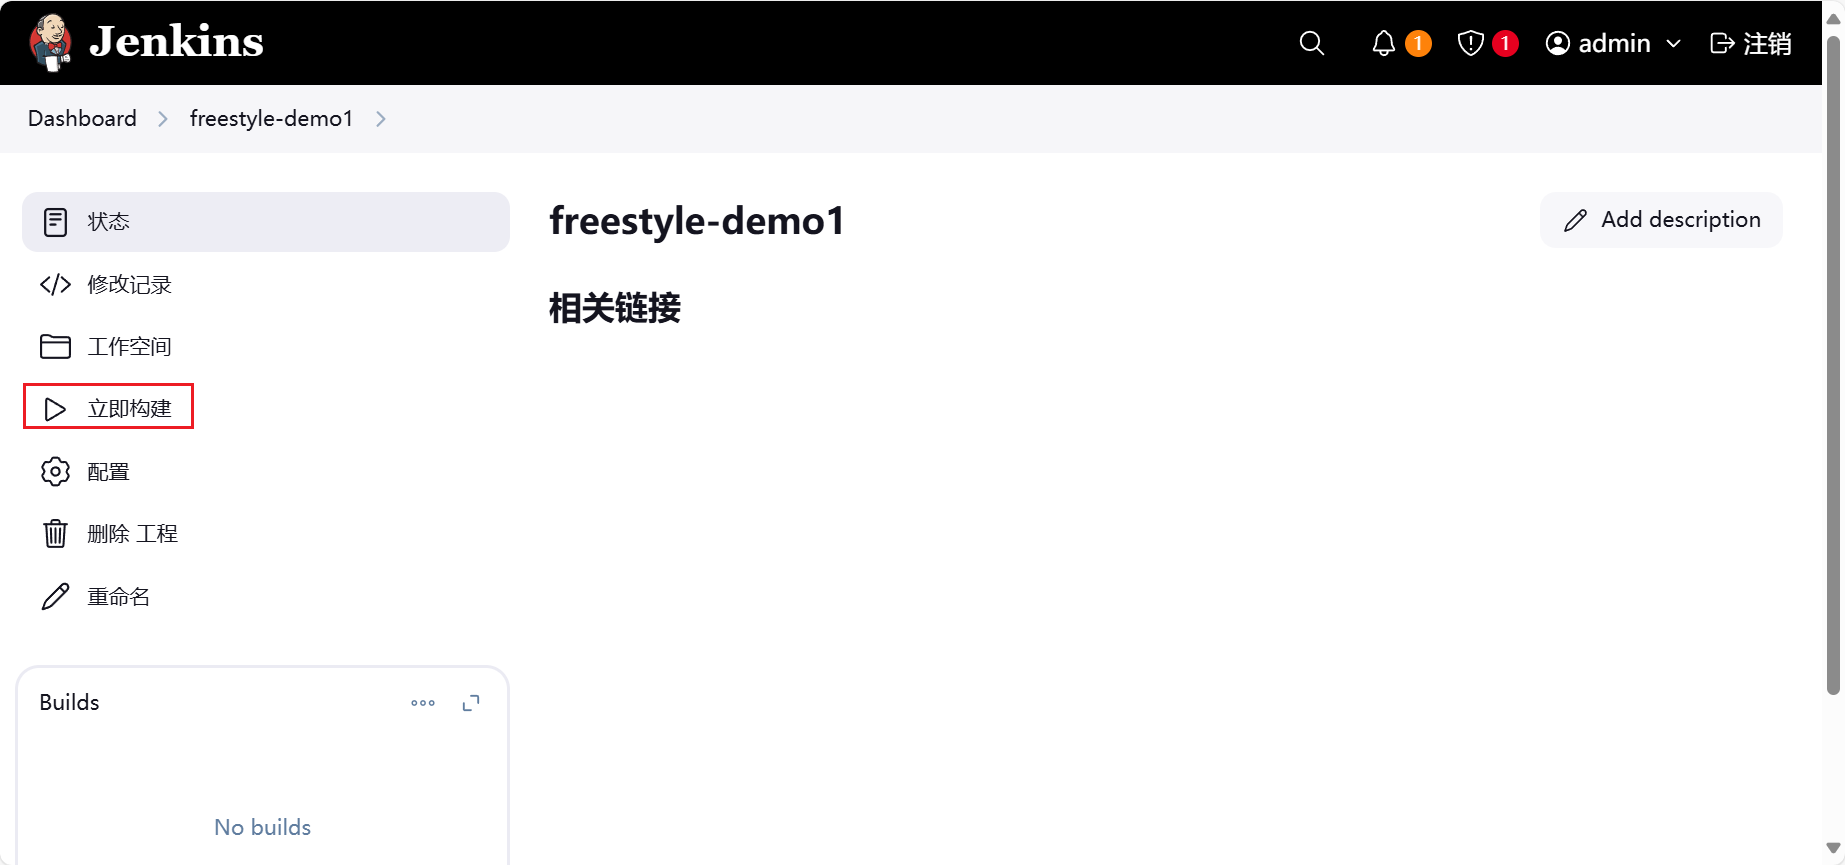 Jenkins
1
1
admin
注销
Dashboard
freestyle-demo1
状态
修改记录
工作空间
立即构建
配置
删除 工程
重命名
freestyle-demo1
Add description
相关链接
Builds
No builds